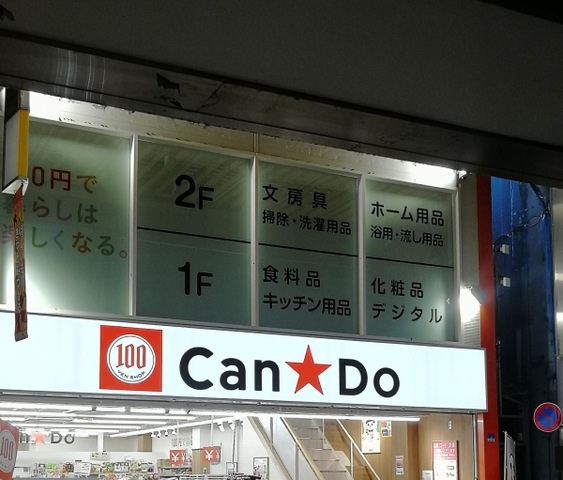 0円で
らしは
しくなる。
2F
文房具
掃除・洗濯用品
ホーム用品
浴用・流し用品
1F
食料品
キッチン用品
化粧品
デジタル
100
YEN SHOP
Can★Do
100
★Do